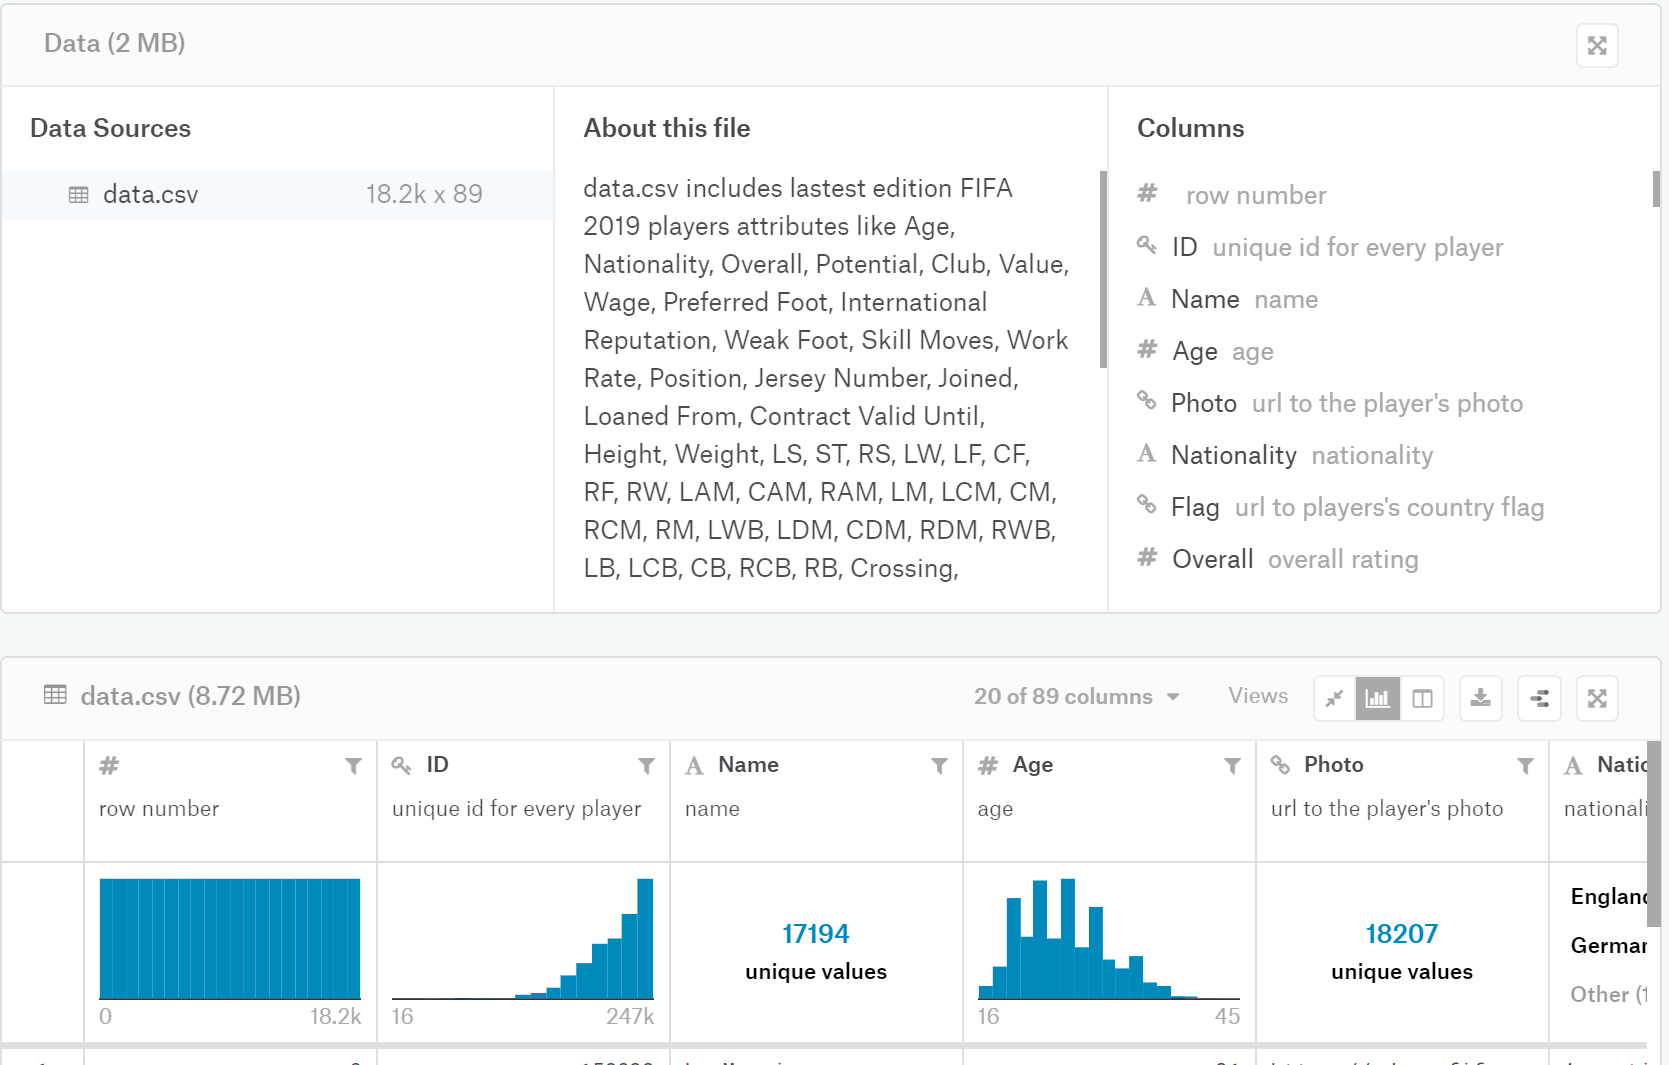 Data (2 MB)
Data Sources
data.csv 18.2k x 89
About this file
data.csv includes lastest edition FIFA
2019 players attributes like Age,
Nationality, Overall, Potential, Club, Value,
Wage, Preferred Foot, International
Reputation, Weak Foot, Skill Moves, Work
Rate, Position, Jersey Number, Joined,
Loaned From, Contract Valid Until,
Height, Weight, LS, ST, RS, LW, LF, CF,
RF, RW, LAM, CAM, RAM, LM, LCM, CM,
RCM, RM, LWB, LDM, CDM, RDM, RWB,
LB, LCB, CB, RCB, RB, Crossing,
Columns
# row number
ID unique id for every player
A Name name
# Age age
Photo url to the player's photo
A Nationality nationality
Flag url to players's country flag
# Overall overall rating
data.csv (8.72 MB)
20 of 89 columns Views
# ID A Name # Age Photo A
row number unique id for every player name age url to the player's photo
17194
unique values
18207
unique values
England
Other
0 18.2k 16 247k 16 45